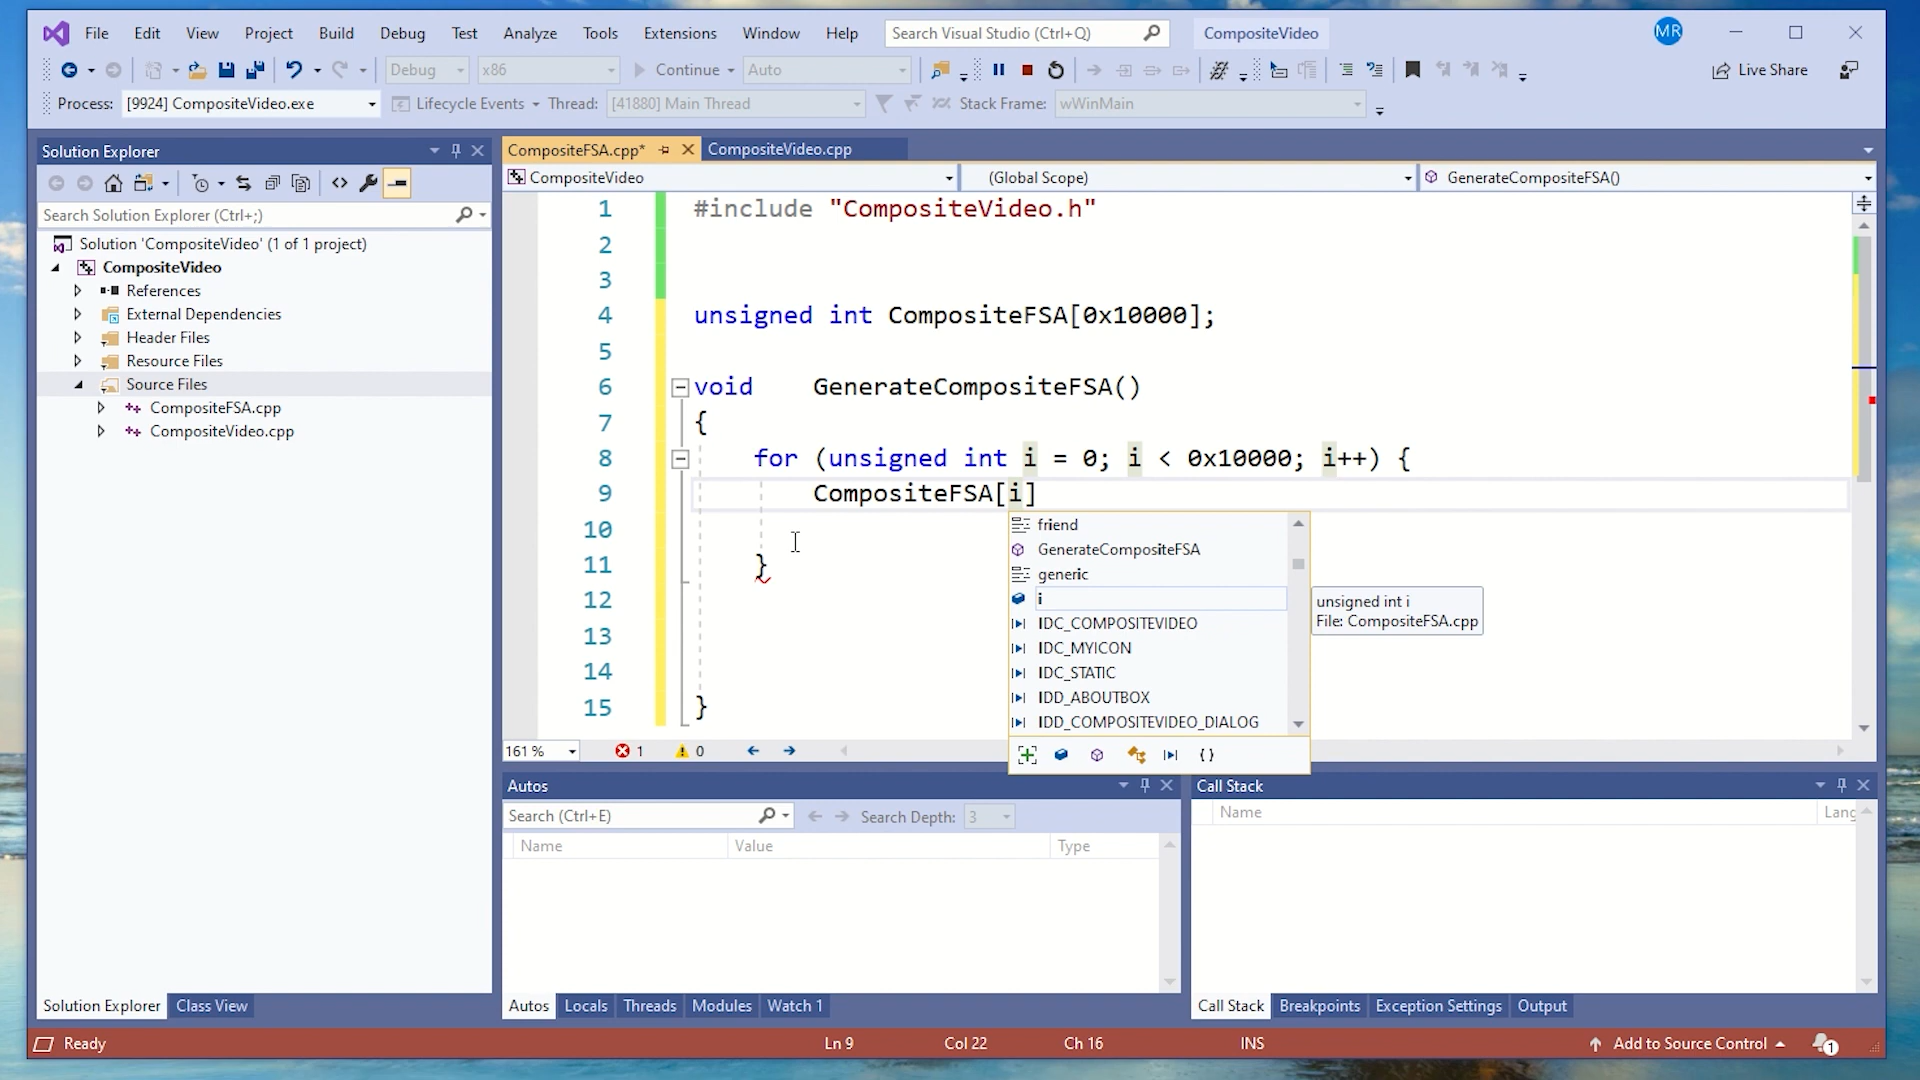 File Edit View Project Build Debug Test Analyze Tools Extensions Window Help Search Visual Studio (Ctrl+Q) CompositeVideo MR
Debug x86 Continue Auto Live Share
Process: [9924] CompositeVideo.exe Lifecycle Events Thread: [41880] Main Thread Stack Frame: wWinMain
Solution Explorer
Search Solution Explorer (Ctrl+;)
Solution 'CompositeVideo' (1 of 1 project)
CompositeVideo
References
External Dependencies
Header Files
Resource Files
Source Files
CompositeFSA.cpp
CompositeVideo.cpp
Solution Explorer Class View
CompositeFSA.cpp* CompositeVideo.cpp
CompositeVideo (Global Scope) GenerateCompositeFSA()
1 #include "CompositeVideo.h"
2
3
4 unsigned int CompositeFSA[0x10000];
5
6 void GenerateCompositeFSA()
7 {
8 for (unsigned int i = 0; i < 0x10000; i++) {
9 CompositeFSA[i]
10
11 }
12
13
14
15 }
friend
GenerateCompositeFSA
generic
i
IDC_COMPOSITEVIDEO
IDC_MYICON
IDC_STATIC
IDD_ABOUTBOX
IDD_COMPOSITEVIDEO_DIALOG
unsigned int i
File: CompositeFSA.cpp
161 % 1 0
Autos
Search (Ctrl+E) Search Depth: 3
Name Value Type
Autos Locals Threads Modules Watch 1
Call Stack
Name Lang
Call Stack Breakpoints Exception Settings Output
Ready Ln 9 Col 22 Ch 16 INS Add to Source Control 1